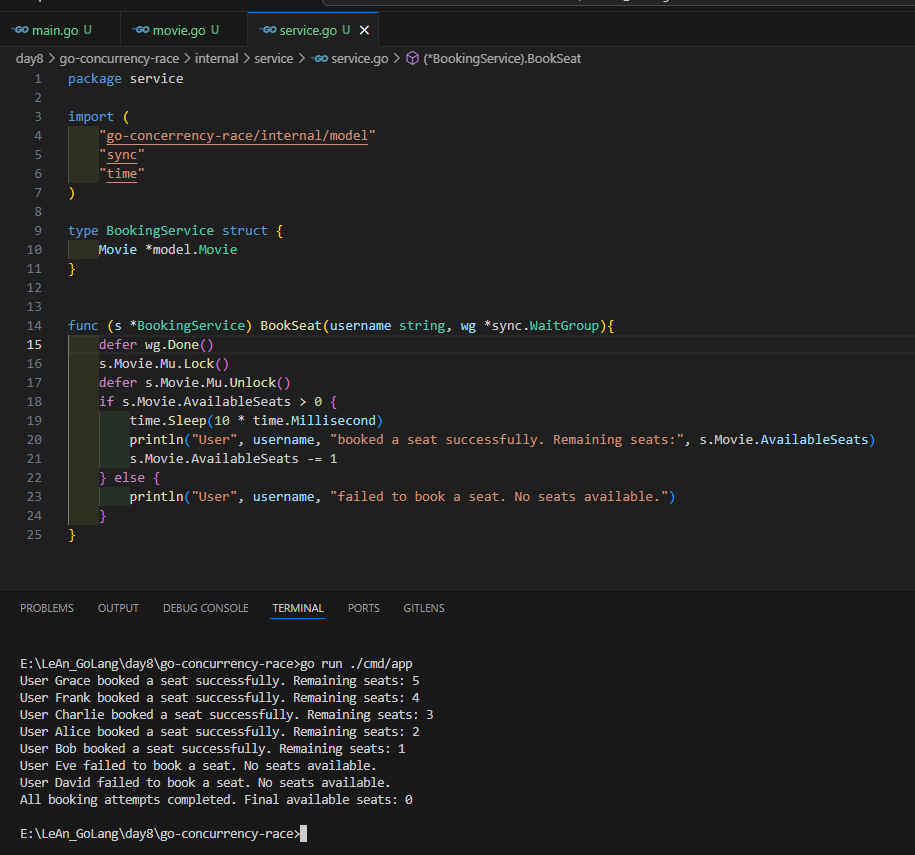 GO main.go U GO movie.go U GO service.go U ×
day8 > go-concurrency-race > internal > service > GO service.go > (*BookingService).BookSeat
1 package service
2
3 import (
4 "go-concerrency-race/internal/model"
5 "sync"
6 "time"
7 )
8
9 type BookingService struct {
10 Movie *model.Movie
11 }
12
13
14 func (s *BookingService) BookSeat(username string, wg *sync.WaitGroup){
15 defer wg.Done()
16 s.Movie.Mu.Lock()
17 defer s.Movie.Mu.Unlock()
18 if s.Movie.AvailableSeats > 0 {
19 time.Sleep(10 * time.Millisecond)
20 println("User", username, "booked a seat successfully. Remaining seats:", s.Movie.AvailableSeats)
21 s.Movie.AvailableSeats -= 1
22 } else {
23 println("User", username, "failed to book a seat. No seats available.")
24 }
25 }
PROBLEMS OUTPUT DEBUG CONSOLE TERMINAL PORTS GITLENS
E:\LeAn_GoLang\day8\go-concurrency-race>go run ./cmd/app
User Grace booked a seat successfully. Remaining seats: 5
User Frank booked a seat successfully. Remaining seats: 4
User Charlie booked a seat successfully. Remaining seats: 3
User Alice booked a seat successfully. Remaining seats: 2
User Bob booked a seat successfully. Remaining seats: 1
User Eve failed to book a seat. No seats available.
User David failed to book a seat. No seats available.
All booking attempts completed. Final available seats: 0
E:\LeAn_GoLang\day8\go-concurrency-race>